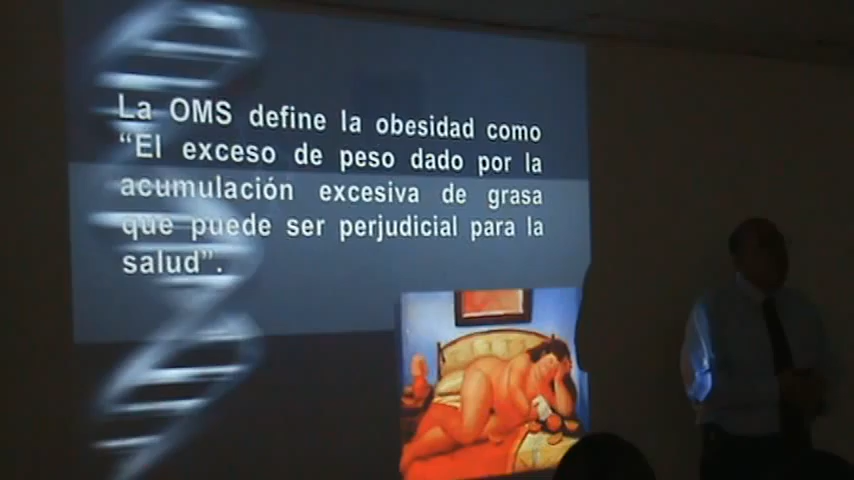 La OMS define la obesidad como
“El exceso de peso dado por la
acumulación excesiva de grasa
que puede ser perjudicial para la
salud”.